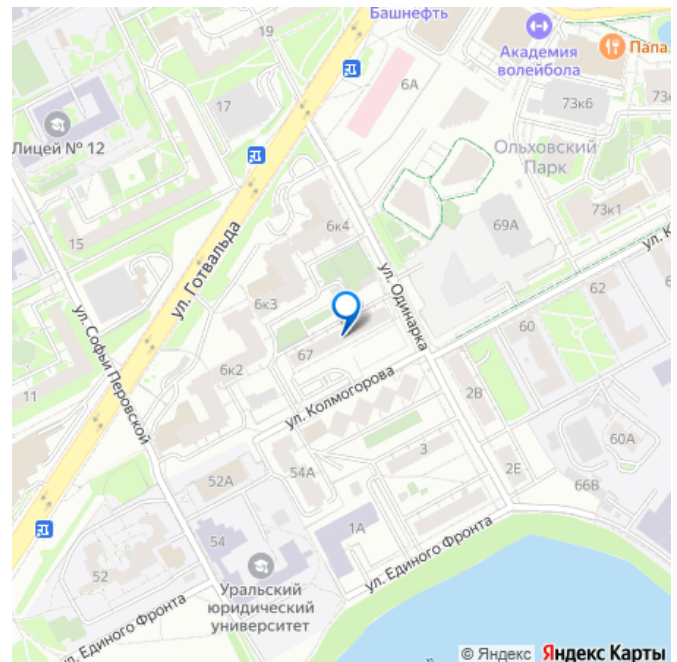 Башнефть
19
Академия
волейбола
Папа
6А
73к6
73к
17
Лицей № 12
Ольховский
Парк
6к4
69А
73к1
ул. К
15
ул. Готвальда
ул. Одинарка
62
6к3
60
ул. Софьи Перовской
67
6к2
ул. Колмогорова
11
2В
60А
3
54А
52А
2Е
66В
1А
54
52
ул. Единого Фронта
Уральский
юридический
университет
ул. Единого Фронта
© Яндекс Яндекс Карты